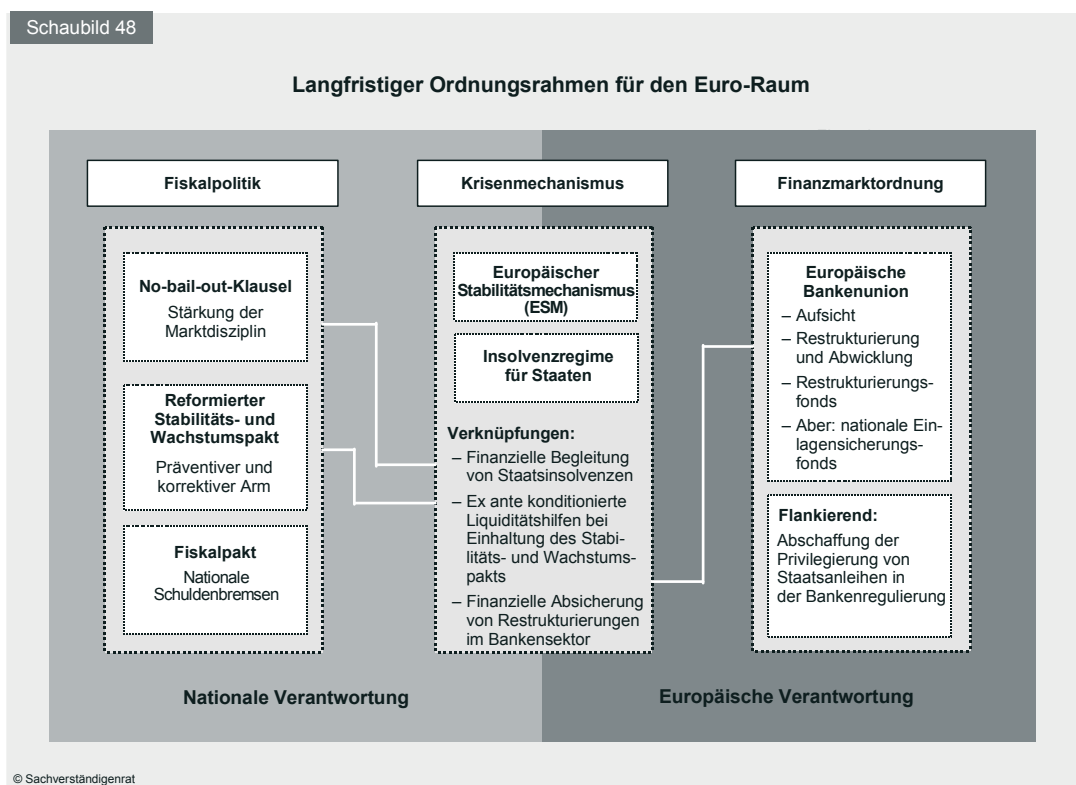 Schaubild 48
Langfristiger Ordnungsrahmen für den Euro-Raum
Fiskalpolitik
No-bail-out-Klausel
Stärkung der
Marktdisziplin
Reformierter
Stabilitäts- und
Wachstumspakt
Präventiver und
korrektiver Arm
Fiskalpakt
Nationale
Schuldenbremsen
Krisenmechanismus
Europäischer
Stabilitätsmechanismus
(ESM)
Insolvenzregime
für Staaten
Verknüpfungen:
– Finanzielle Begleitung
von Staatsinsolvenzen
– Ex ante konditionierte
Liquiditätshilfen bei
Einhaltung des Stabi-
litäts- und Wachstums-
pakts
– Finanzielle Absicherung
von Restrukturierungen
im Bankensektor
Finanzmarktordnung
Europäische
Bankenunion
– Aufsicht
– Restrukturierung
und Abwicklung
– Restrukturierungs-
fonds
– Aber: nationale Ein-
lagensicherungs-
fonds
Flankierend:
Abschaffung der
Privilegierung von
Staatsanleihen in
der Bankenregulierung
Nationale Verantwortung
Europäische Verantwortung
© Sachverständigenrat